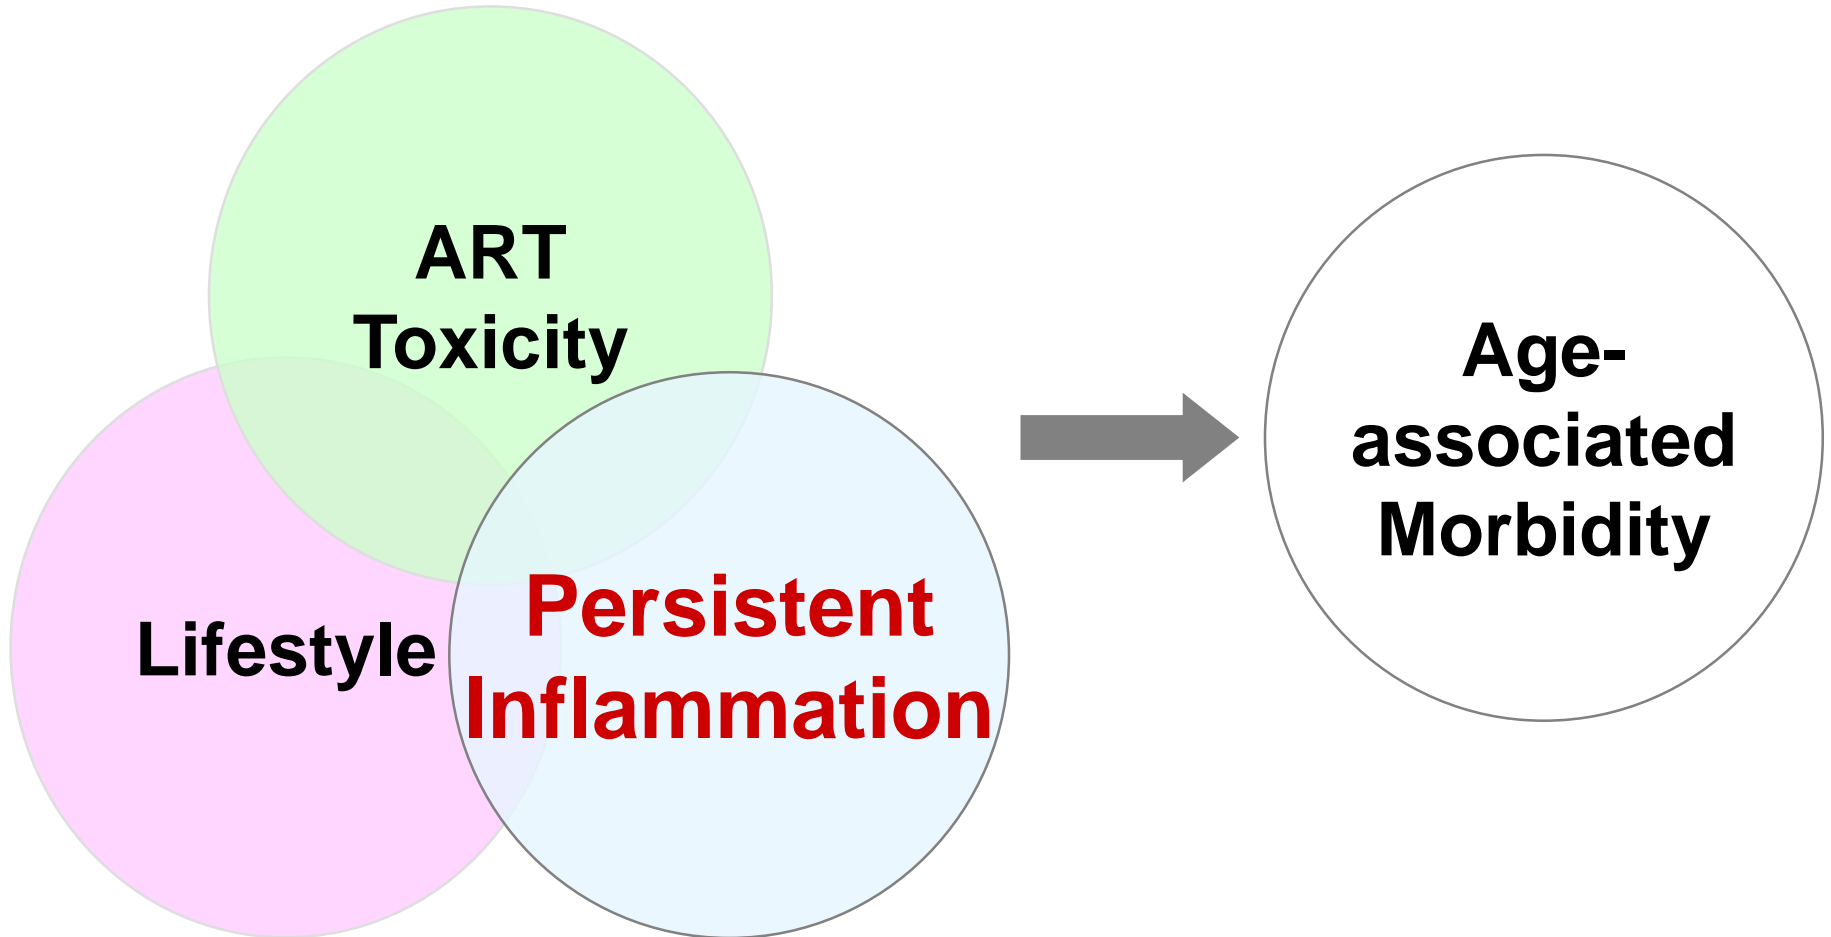 ART
Toxicity
Lifestyle
Persistent
Inflammation
Age-
associated
Morbidity